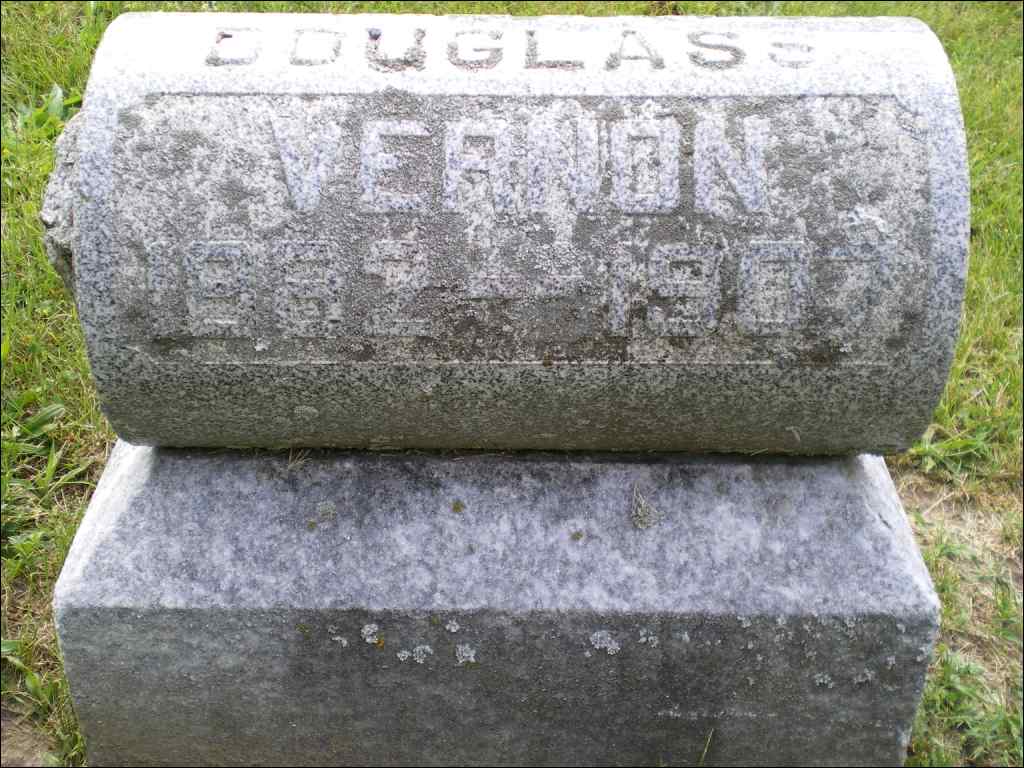 DOUGLASS
VERNON
1882 – 1907